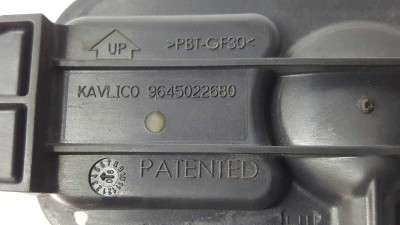 UP
>PBT-GF30<
KAVLICO 9645022680
PATENTED